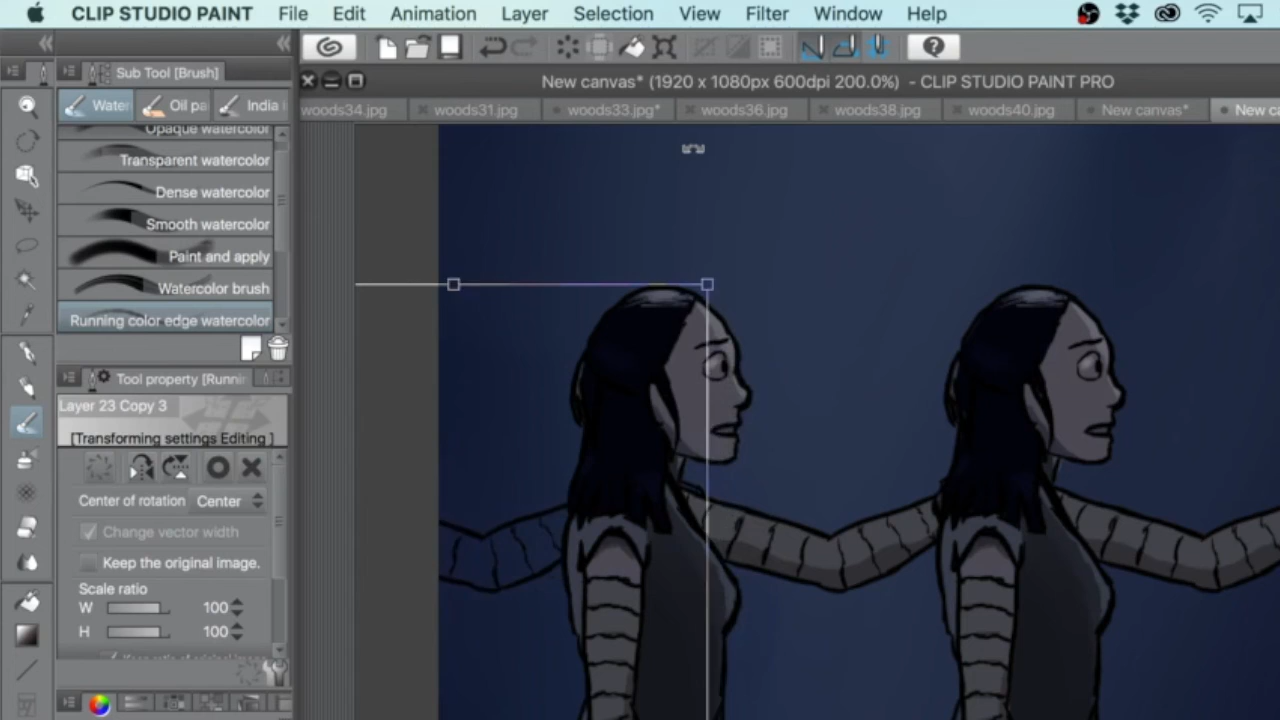 CLIP STUDIO PAINT File Edit Animation Layer Selection View Filter Window Help
Sub Tool [Brush]
New canvas* (1920 x 1080px 600dpi 200.0%) - CLIP STUDIO PAINT PRO
Water Oil pa India
woods34.jpg woods31.jpg woods33.jpg* woods36.jpg woods38.jpg woods40.jpg New canvas* New ca
Opaque watercolor
Transparent watercolor
Dense watercolor
Smooth watercolor
Paint and apply
Watercolor brush
Running color edge watercolor
Tool property [Runnin
Layer 23 Copy 3
[Transforming settings Editing ]
Center of rotation Center
Change vector width
Keep the original image.
Scale ratio
W 100
H 100